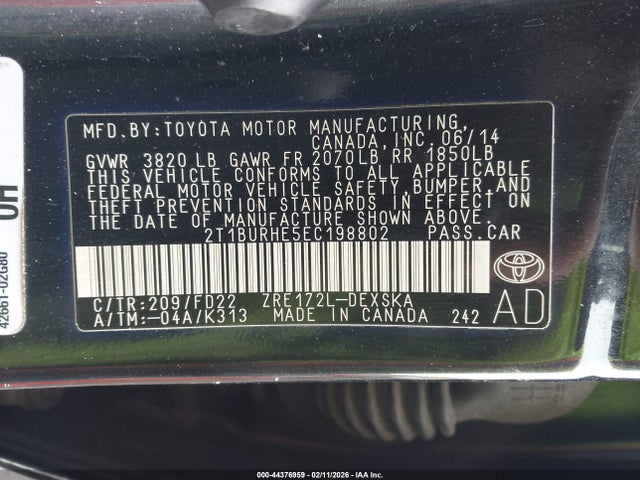 MFD.BY:TOYOTA MOTOR MANUFACTURING,
CANADA,INC. 06/14
GVWR 3820 LB GAWR FR 2070LB RR 1850LB
THIS VEHICLE CONFORMS TO ALL APPLICABLE
FEDERAL MOTOR VEHICLE SAFETY,BUMPER,AND
THEFT PREVENTION STANDARDS IN EFFECT ON
THE DATE OF MANUFACTURE SHOWN ABOVE.
2T1BURHE5EC198802 PASS.CAR
C/TR:209/FD22 ZRE172L-DEXSKA
A/TM:-04A/K313 MADE IN CANADA 242
AD
42661-02G80
OH
000-44376959 - 02/11/2026 - IAA Inc.